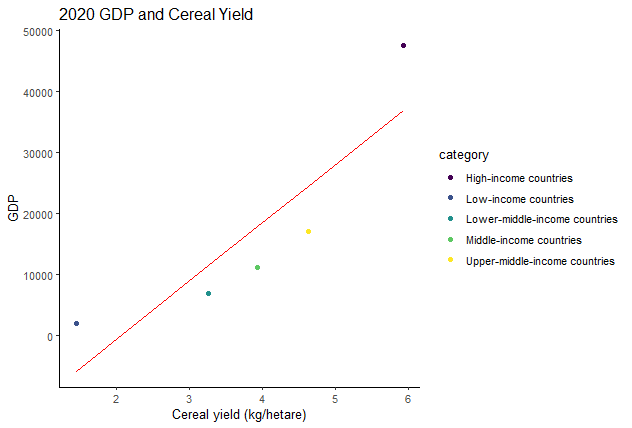 2020 GDP and Cereal Yield
50000
40000
30000
20000
10000
0
GDP
2 3 4 5 6
Cereal yield (kg/hetare)
category
High-income countries
Low-income countries
Lower-middle-income countries
Middle-income countries
Upper-middle-income countries